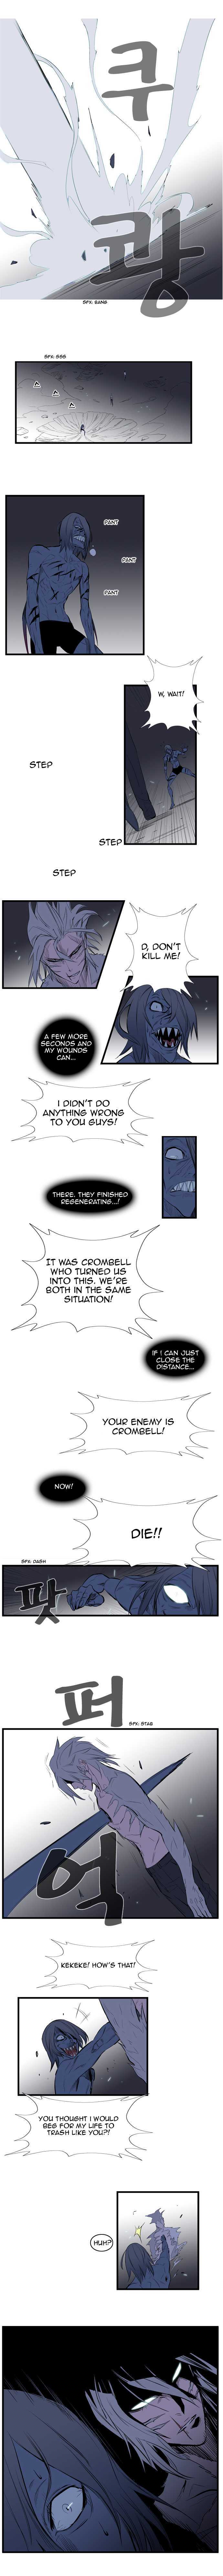 쿠
쾅
SFX: BANG
SFX: SSS
ㅅ
ㅅ
ㅅ
PANT
PANT
PANT
W, WAIT!
STEP
STEP
STEP
D, DON'T
KILL ME!
A FEW MORE
SECONDS AND
MY WOUNDS
CAN...
I DIDN'T DO
ANYTHING WRONG
TO YOU GUYS!
THERE. THEY FINISHED
REGENERATING...!
IT WAS CROMBELL
WHO TURNED US
INTO THIS. WE'RE
BOTH IN THE SAME
SITUATION!
IF I CAN JUST
CLOSE THE
DISTANCE...
YOUR ENEMY IS
CROMBELL!
NOW!
DIE!!
SFX: DASH
팟
퍼
SFX: STAB
억
KEKEKE! HOW'S THAT!
YOU THOUGHT I WOULD
BEG FOR MY LIFE TO
TRASH LIKE YOU?!
HUH?